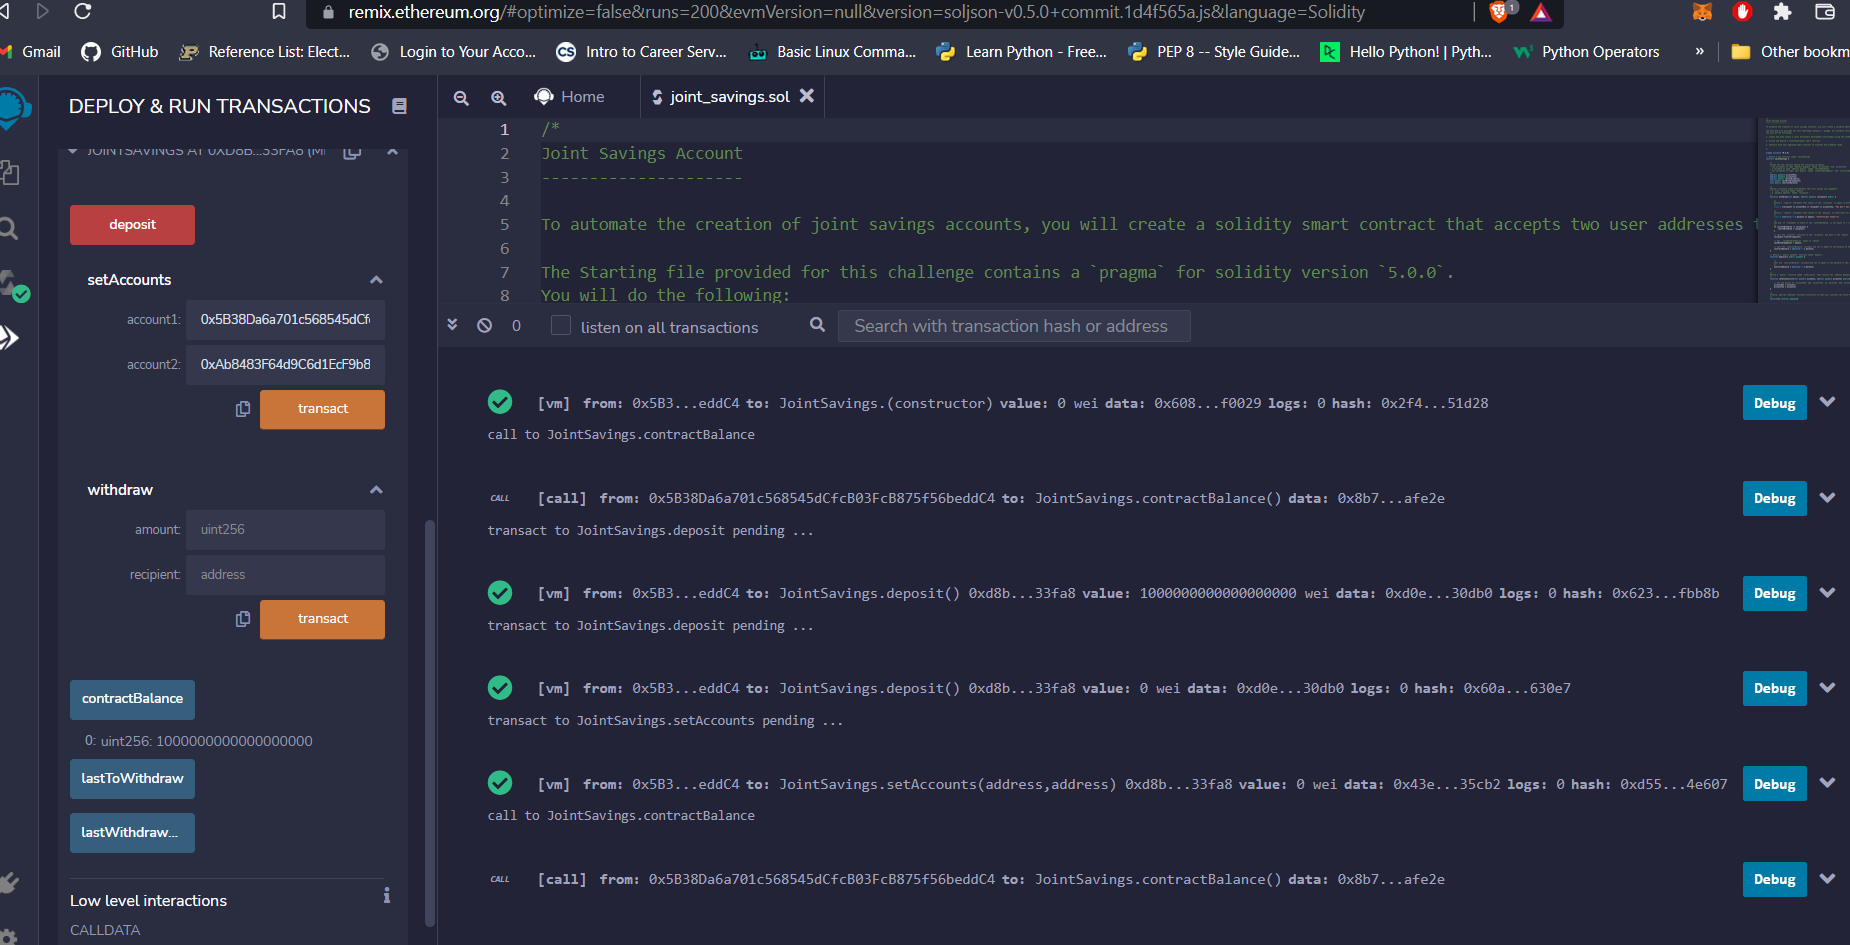 remix.ethereum.org/#optimize=false&runs=200&evmVersion=null&version=soljson-v0.5.0+commit.1d4f565a.js&language=Solidity
1
Gmail GitHub Reference List: Elect... Login to Your Acco... CS Intro to Career Serv... Basic Linux Comma... Learn Python - Free... PEP 8 -- Style Guide... Hello Python! | Pyth... Python Operators » Other bookm
DEPLOY & RUN TRANSACTIONS
JOINTSAVINGS AT 0XD8B...33FA8 (M
deposit
setAccounts
account1: 0x5B38Da6a701c568545dCf
account2: 0xAb8483F64d9C6d1EcF9b8
transact
withdraw
amount: uint256
recipient: address
transact
contractBalance
0: uint256: 1000000000000000000
lastToWithdraw
lastWithdraw...
Low level interactions
CALLDATA
Home joint_savings.sol
1 /*
2 Joint Savings Account
3 ---------------------
4
5 To automate the creation of joint savings accounts, you will create a solidity smart contract that accepts two user addresses
6
7 The Starting file provided for this challenge contains a `pragma` for solidity version `5.0.0`.
8 You will do the following:
0 listen on all transactions Search with transaction hash or address
[vm] from: 0x5B3...eddC4 to: JointSavings.(constructor) value: 0 wei data: 0x608...f0029 logs: 0 hash: 0x2f4...51d28 Debug
call to JointSavings.contractBalance
CALL [call] from: 0x5B38Da6a701c568545dCfcB03FcB875f56beddC4 to: JointSavings.contractBalance() data: 0x8b7...afe2e Debug
transact to JointSavings.deposit pending ...
[vm] from: 0x5B3...eddC4 to: JointSavings.deposit() 0xd8b...33fa8 value: 1000000000000000000 wei data: 0xd0e...30db0 logs: 0 hash: 0x623...fbb8b Debug
transact to JointSavings.deposit pending ...
[vm] from: 0x5B3...eddC4 to: JointSavings.deposit() 0xd8b...33fa8 value: 0 wei data: 0xd0e...30db0 logs: 0 hash: 0x60a...630e7 Debug
transact to JointSavings.setAccounts pending ...
[vm] from: 0x5B3...eddC4 to: JointSavings.setAccounts(address,address) 0xd8b...33fa8 value: 0 wei data: 0x43e...35cb2 logs: 0 hash: 0xd55...4e607 Debug
call to JointSavings.contractBalance
CALL [call] from: 0x5B38Da6a701c568545dCfcB03FcB875f56beddC4 to: JointSavings.contractBalance() data: 0x8b7...afe2e Debug